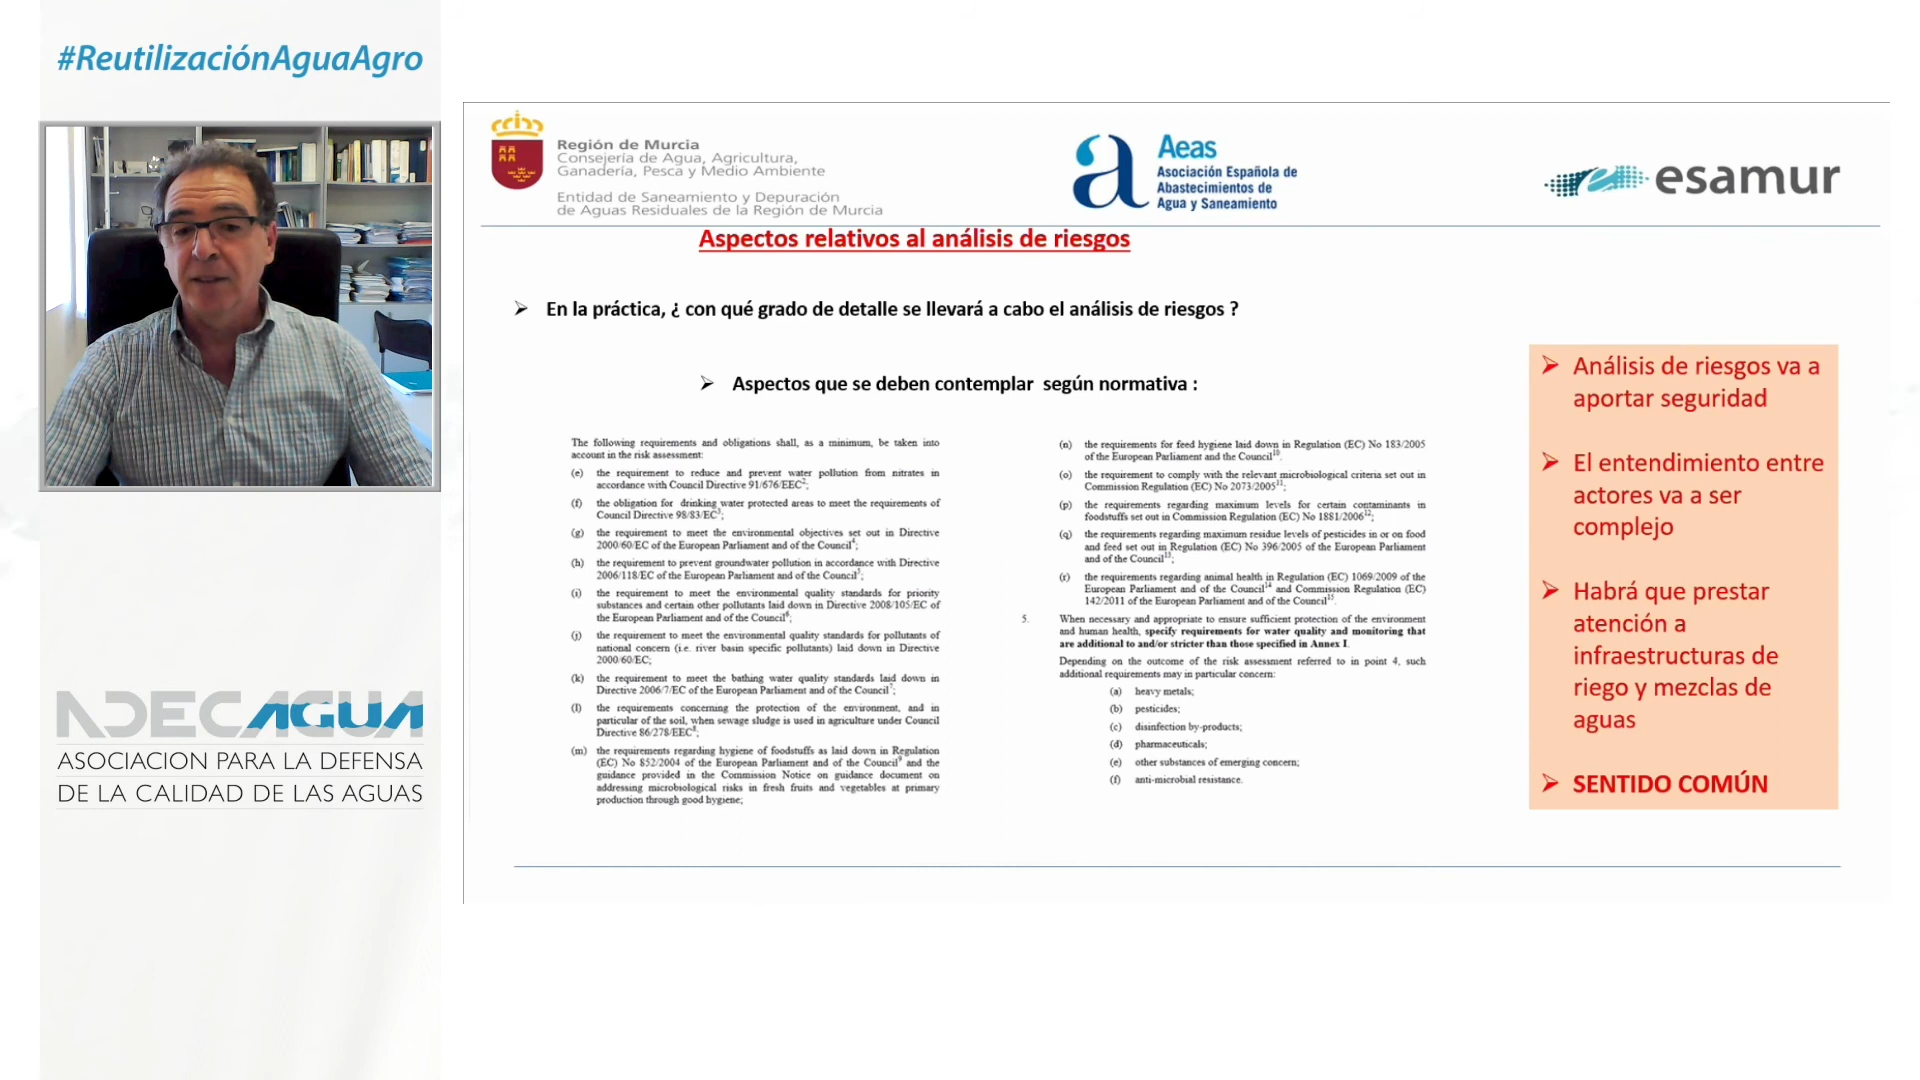 #ReutilizaciónAguaAgro
ADECAGUA
ASOCIACION PARA LA DEFENSA
DE LA CALIDAD DE LAS AGUAS
Región de Murcia
Consejería de Agua, Agricultura,
Ganadería, Pesca y Medio Ambiente
Entidad de Saneamiento y Depuración
de Aguas Residuales de la Región de Murcia
a
Aeas
Asociación Española de
Abastecimientos de
Agua y Saneamiento
esamur
Aspectos relativos al análisis de riesgos
➢ En la práctica, ¿ con qué grado de detalle se llevará a cabo el análisis de riesgos ?
➢ Aspectos que se deben contemplar según normativa :
The following requirements and obligations shall, as a minimum, be taken into
account in the risk assessment:
(e) the requirement to reduce and prevent water pollution from nitrates in
accordance with Council Directive 91/676/EEC2;
(f) the obligation for drinking water protected areas to meet the requirements of
Council Directive 98/83/EC3;
(g) the requirement to meet the environmental objectives set out in Directive
2000/60/EC of the European Parliament and of the Council4;
(h) the requirement to prevent groundwater pollution in accordance with Directive
2006/118/EC of the European Parliament and of the Council5;
(i) the requirement to meet the environmental quality standards for priority
substances and certain other pollutants laid down in Directive 2008/105/EC of
the European Parliament and of the Council6;
(j) the requirement to meet the environmental quality standards for pollutants of
national concern (i.e. river basin specific pollutants) laid down in Directive
2000/60/EC;
(k) the requirement to meet the bathing water quality standards laid down in
Directive 2006/7/EC of the European Parliament and of the Council7;
(l) the requirements concerning the protection of the environment, and in
particular of the soil, when sewage sludge is used in agriculture under Council
Directive 86/278/EEC8;
(m) the requirements regarding hygiene of foodstuffs as laid down in Regulation
(EC) No 852/2004 of the European Parliament and of the Council9 and the
guidance provided in the Commission Notice on guidance document on
addressing microbiological risks in fresh fruits and vegetables at primary
production through good hygiene;
(n) the requirements for feed hygiene laid down in Regulation (EC) No 183/2005
of the European Parliament and the Council10.
(o) the requirement to comply with the relevant microbiological criteria set out in
Commission Regulation (EC) No 2073/200511;
(p) the requirements regarding maximum levels for certain contaminants in
foodstuffs set out in Commission Regulation (EC) No 1881/200612;
(q) the requirements regarding maximum residue levels of pesticides in or on food
and feed set out in Regulation (EC) No 396/2005 of the European Parliament
and of the Council13;
(r) the requirements regarding animal health in Regulation (EC) 1069/2009 of the
European Parliament and of the Council14 and Commission Regulation (EC)
142/2011 of the European Parliament and of the Council15.
5. When necessary and appropriate to ensure sufficient protection of the environment
and human health, specify requirements for water quality and monitoring that
are additional to and/or stricter than those specified in Annex I.
Depending on the outcome of the risk assessment referred to in point 4, such
additional requirements may in particular concern:
(a) heavy metals;
(b) pesticides;
(c) disinfection by-products;
(d) pharmaceuticals;
(e) other substances of emerging concern;
(f) anti-microbial resistance.
➢ Análisis de riesgos va a
aportar seguridad
➢ El entendimiento entre
actores va a ser
complejo
➢ Habrá que prestar
atención a
infraestructuras de
riego y mezclas de
aguas
➢ SENTIDO COMÚN